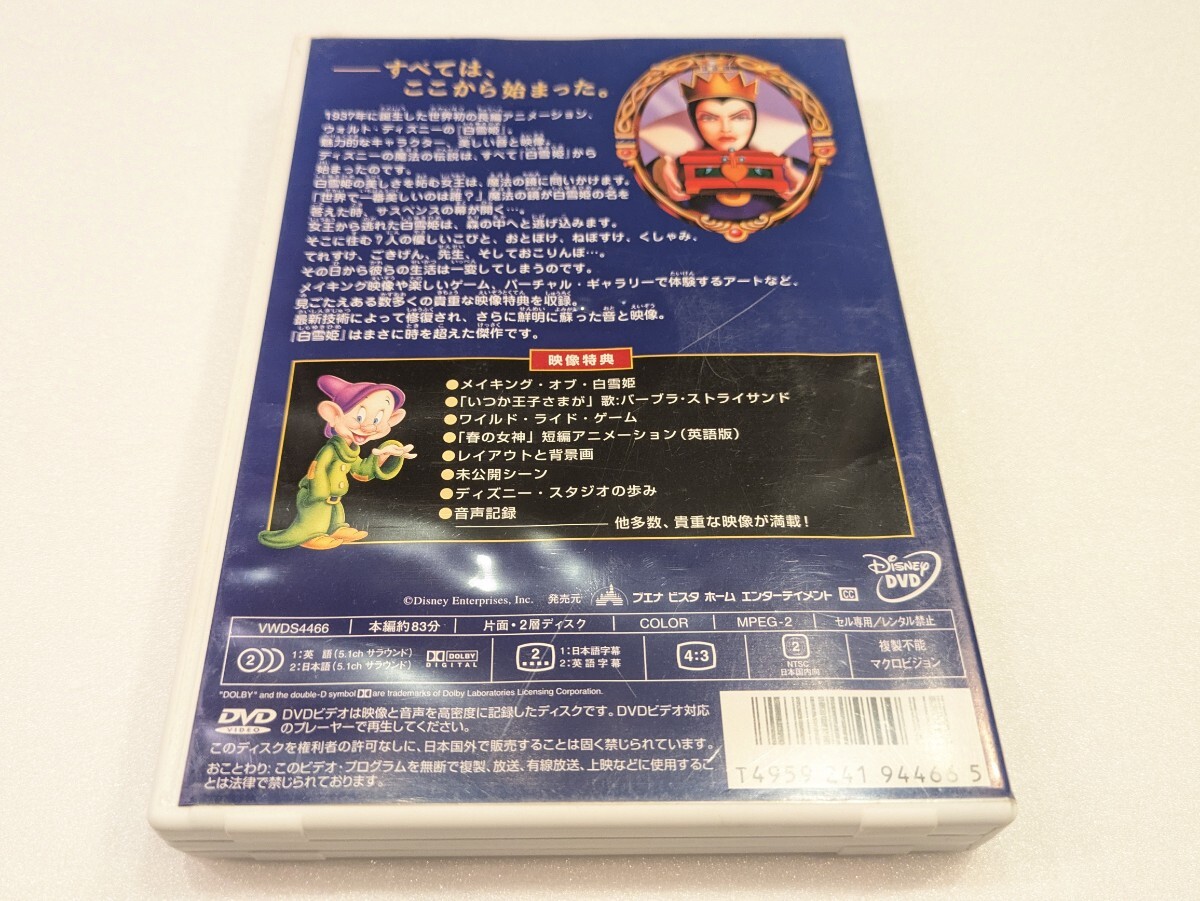 ――すべては、
ここから始まった。
1937年に誕生した世界初の長編アニメーション、
ウォルト・ディズニーの『白雪姫』。
魅力的なキャラクター、美しい音と映像。
ディズニーの魔法の伝説は、すべて『白雪姫』から
始まったのです。
白雪姫の美しさを妬む女王は、魔法の鏡に問いかけます。
「世界で一番美しいのは誰?」魔法の鏡が白雪姫の名を
答えた時、サスペンスの幕が開く…。
女王から逃れた白雪姫は、森の中へと逃げ込みます。
そこに住む7人の優しいこびと、おとぼけ、ねぼすけ、くしゃみ、
てれすけ、ごきげん、先生、そしておこりんぼ…。
その日から彼らの生活は一変してしまうのです。
メイキング映像や楽しいゲーム、バーチャル・ギャラリーで体験するアートなど、
見ごたえある数多くの貴重な映像特典を収録。
最新技術によって修復され、さらに鮮明に蘇った音と映像。
『白雪姫』はまさに時を超えた傑作です。
映像特典
●メイキング・オブ・白雪姫
●「いつか王子さまが」歌:バーブラ・ストライサンド
●ワイルド・ライド・ゲーム
●「春の女神」短編アニメーション(英語版)
●レイアウトと背景画
●未公開シーン
●ディズニー・スタジオの歩み
●音声記録
他多数、貴重な映像が満載!
Disney DVD
©Disney Enterprises, Inc. 発売元 ブエナ ビスタ ホーム エンターテイメント CC
VWDS4466 本編約83分 片面・2層ディスク COLOR MPEG-2 セル専用/レンタル禁止
2 1:英 語(5.1ch サラウンド) 2:日本語(5.1ch サラウンド) DOLBY DIGITAL 2 1:日本語字幕 2:英語字幕 4:3 2 NTSC 日本国内向 複製不能 マクロビジョン
"DOLBY" and the double-D symbol are trademarks of Dolby Laboratories Licensing Corporation.
DVD VIDEO DVDビデオは映像と音声を高密度に記録したディスクです。DVDビデオ対応
のプレーヤーで再生してください。
このディスクを権利者の許可なしに、日本国外で販売することは固く禁じられています。
おことわり:このビデオ・プログラムを無断で複製、放送、有線放送、上映などに使用するこ
とは法律で禁じられております。
T4959 241 94466 5